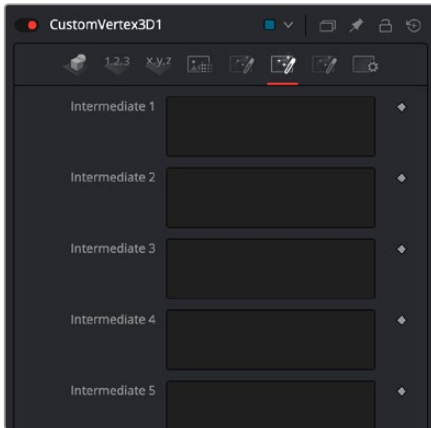 CustomVertex3D1
1,2,3 x,y,z
Intermediate 1
Intermediate 2
Intermediate 3
Intermediate 4
Intermediate 5